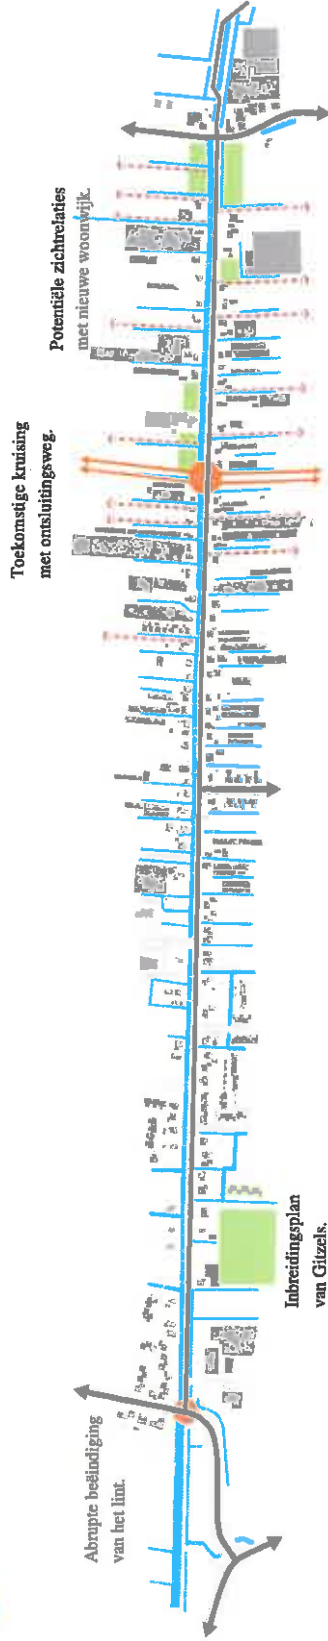 Potentiële zichtrelaties
met nieuwe woonwijk.
Toekomstige kruising
met ontsluitingsweg.
Abrupte beëindiging
van het lint.
Inbreidingsplan
van Gitzels.